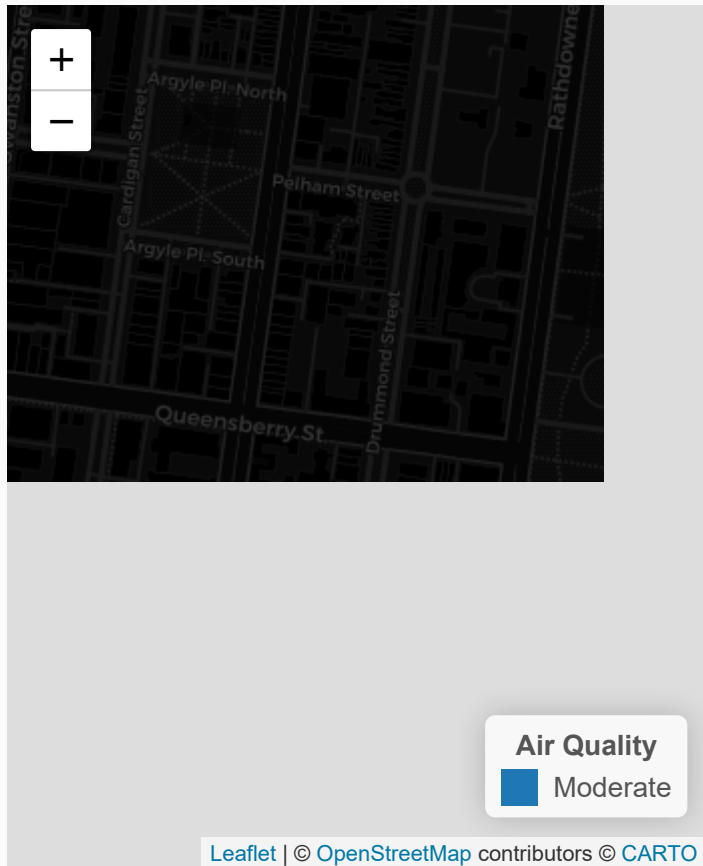 +
−
Swanston Stre
Argyle Pl. North
Rathdowne
Cardigan Street
Pelham Street
Argyle Pl. South
Drummond Street
Queensberry St
Air Quality
Moderate
Leaflet | © OpenStreetMap contributors © CARTO